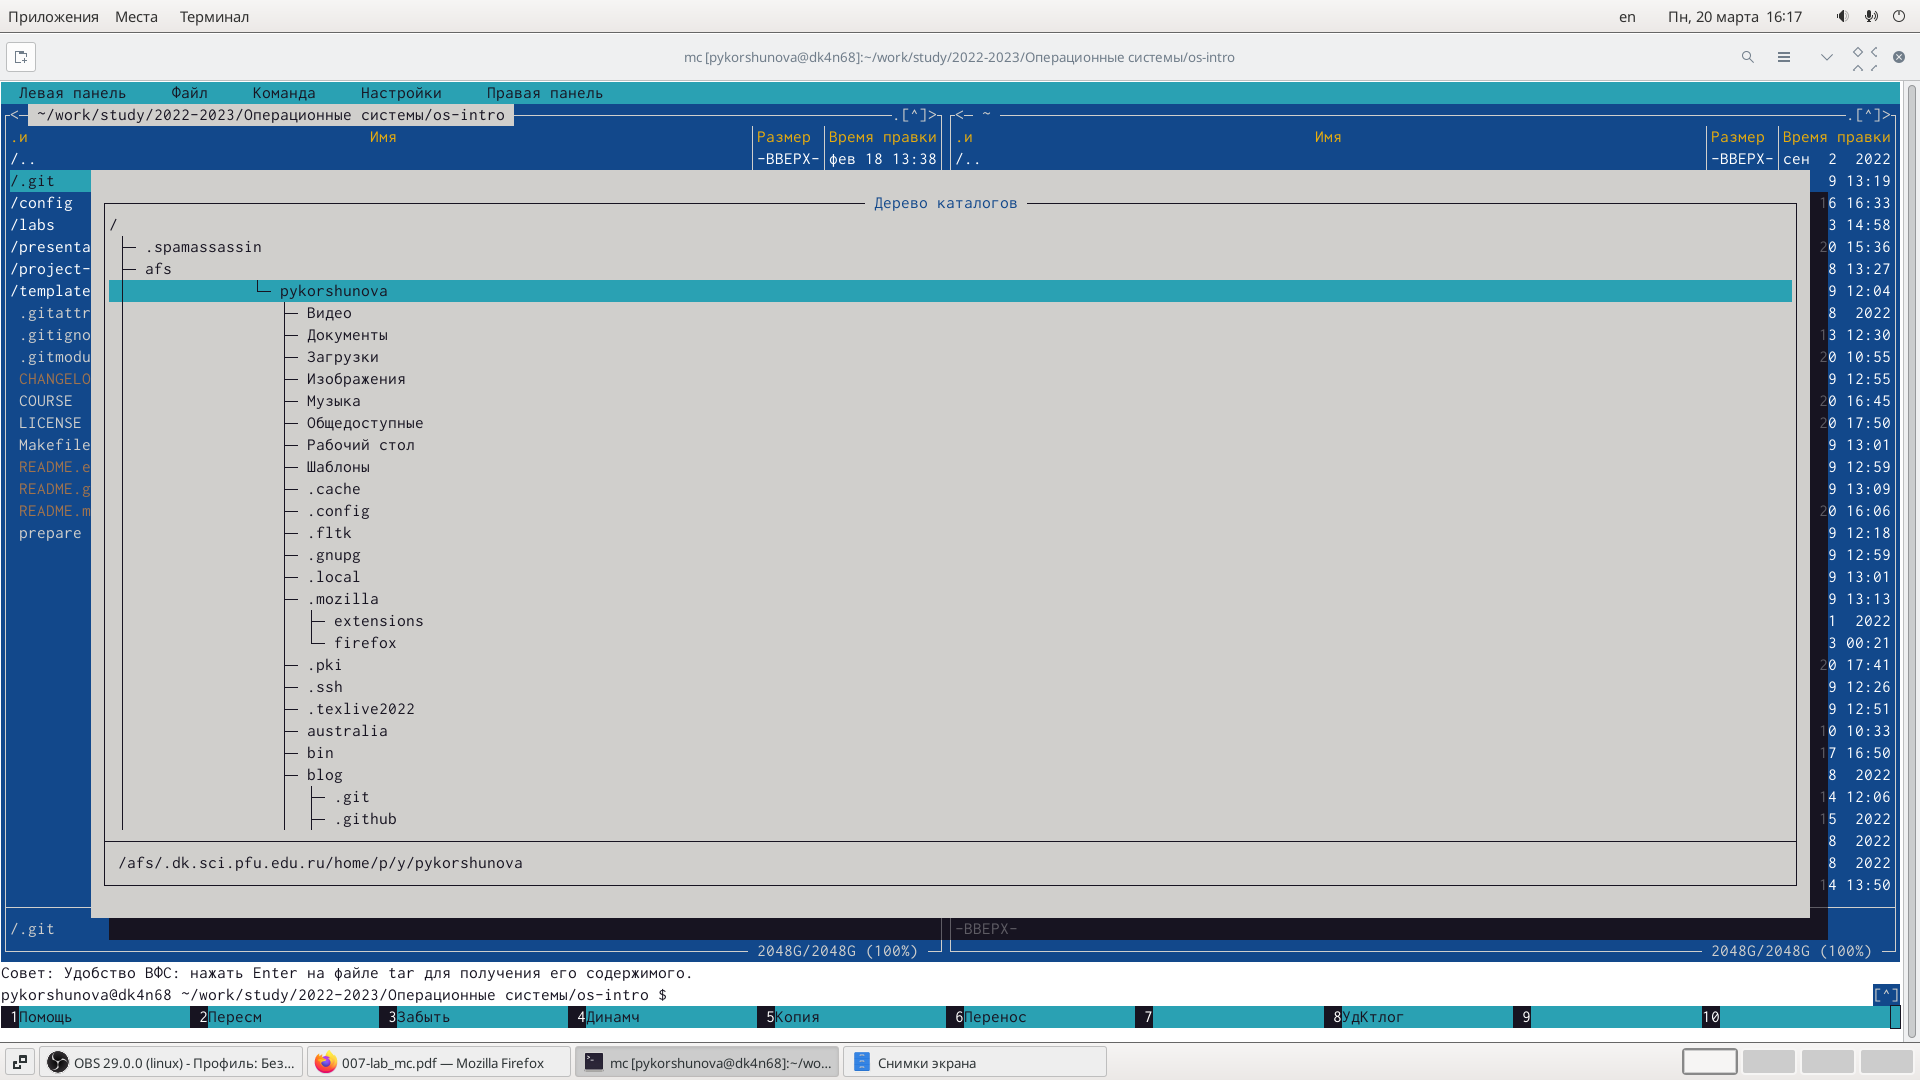 Приложения Места Терминал en Пн, 20 марта 16:17
mc [pykorshunova@dk4n68]:~/work/study/2022-2023/Операционные системы/os-intro
Левая панель Файл Команда Настройки Правая панель
<─ ~/work/study/2022-2023/Операционные системы/os-intro .[^]> <─ ~ .[^]>
.и Имя Размер Время правки .и Имя Размер Время правки
/.. -ВВЕРХ- фев 18 13:38 /.. -ВВЕРХ- сен 2 2022
/.git 9 13:19
/config Дерево каталогов 16 16:33
/labs / 3 14:58
/presenta .spamassassin 20 15:36
/project- afs 8 13:27
/template pykorshunova 9 12:04
.gitattr Видео 8 2022
.gitigno Документы 13 12:30
.gitmodu Загрузки 20 10:55
CHANGELO Изображения 9 12:55
COURSE Музыка 20 16:45
LICENSE Общедоступные 20 17:50
Makefile Рабочий стол 9 13:01
README.e Шаблоны 9 12:59
README.g .cache 9 13:09
README.m .config 20 16:06
prepare .fltk 9 12:18
.gnupg 9 12:59
.local 9 13:01
.mozilla 9 13:13
extensions 1 2022
firefox 3 00:21
.pki 20 17:41
.ssh 9 12:26
.texlive2022 9 12:51
australia 10 10:33
bin 17 16:50
blog 8 2022
.git 14 12:06
.github 15 2022
8 2022
/afs/.dk.sci.pfu.edu.ru/home/p/y/pykorshunova 8 2022
14 13:50
/.git -ВВЕРХ-
2048G/2048G (100%) 2048G/2048G (100%)
Совет: Удобство ВФС: нажать Enter на файле tar для получения его содержимого.
pykorshunova@dk4n68 ~/work/study/2022-2023/Операционные системы/os-intro $ [^]
1Помощь 2Пересм 3Забыть 4Динамч 5Копия 6Перенос 7 8УдКтлог 9 10
OBS 29.0.0 (linux) - Профиль: Без... 007-lab_mc.pdf — Mozilla Firefox mc [pykorshunova@dk4n68]:~/wo... Снимки экрана